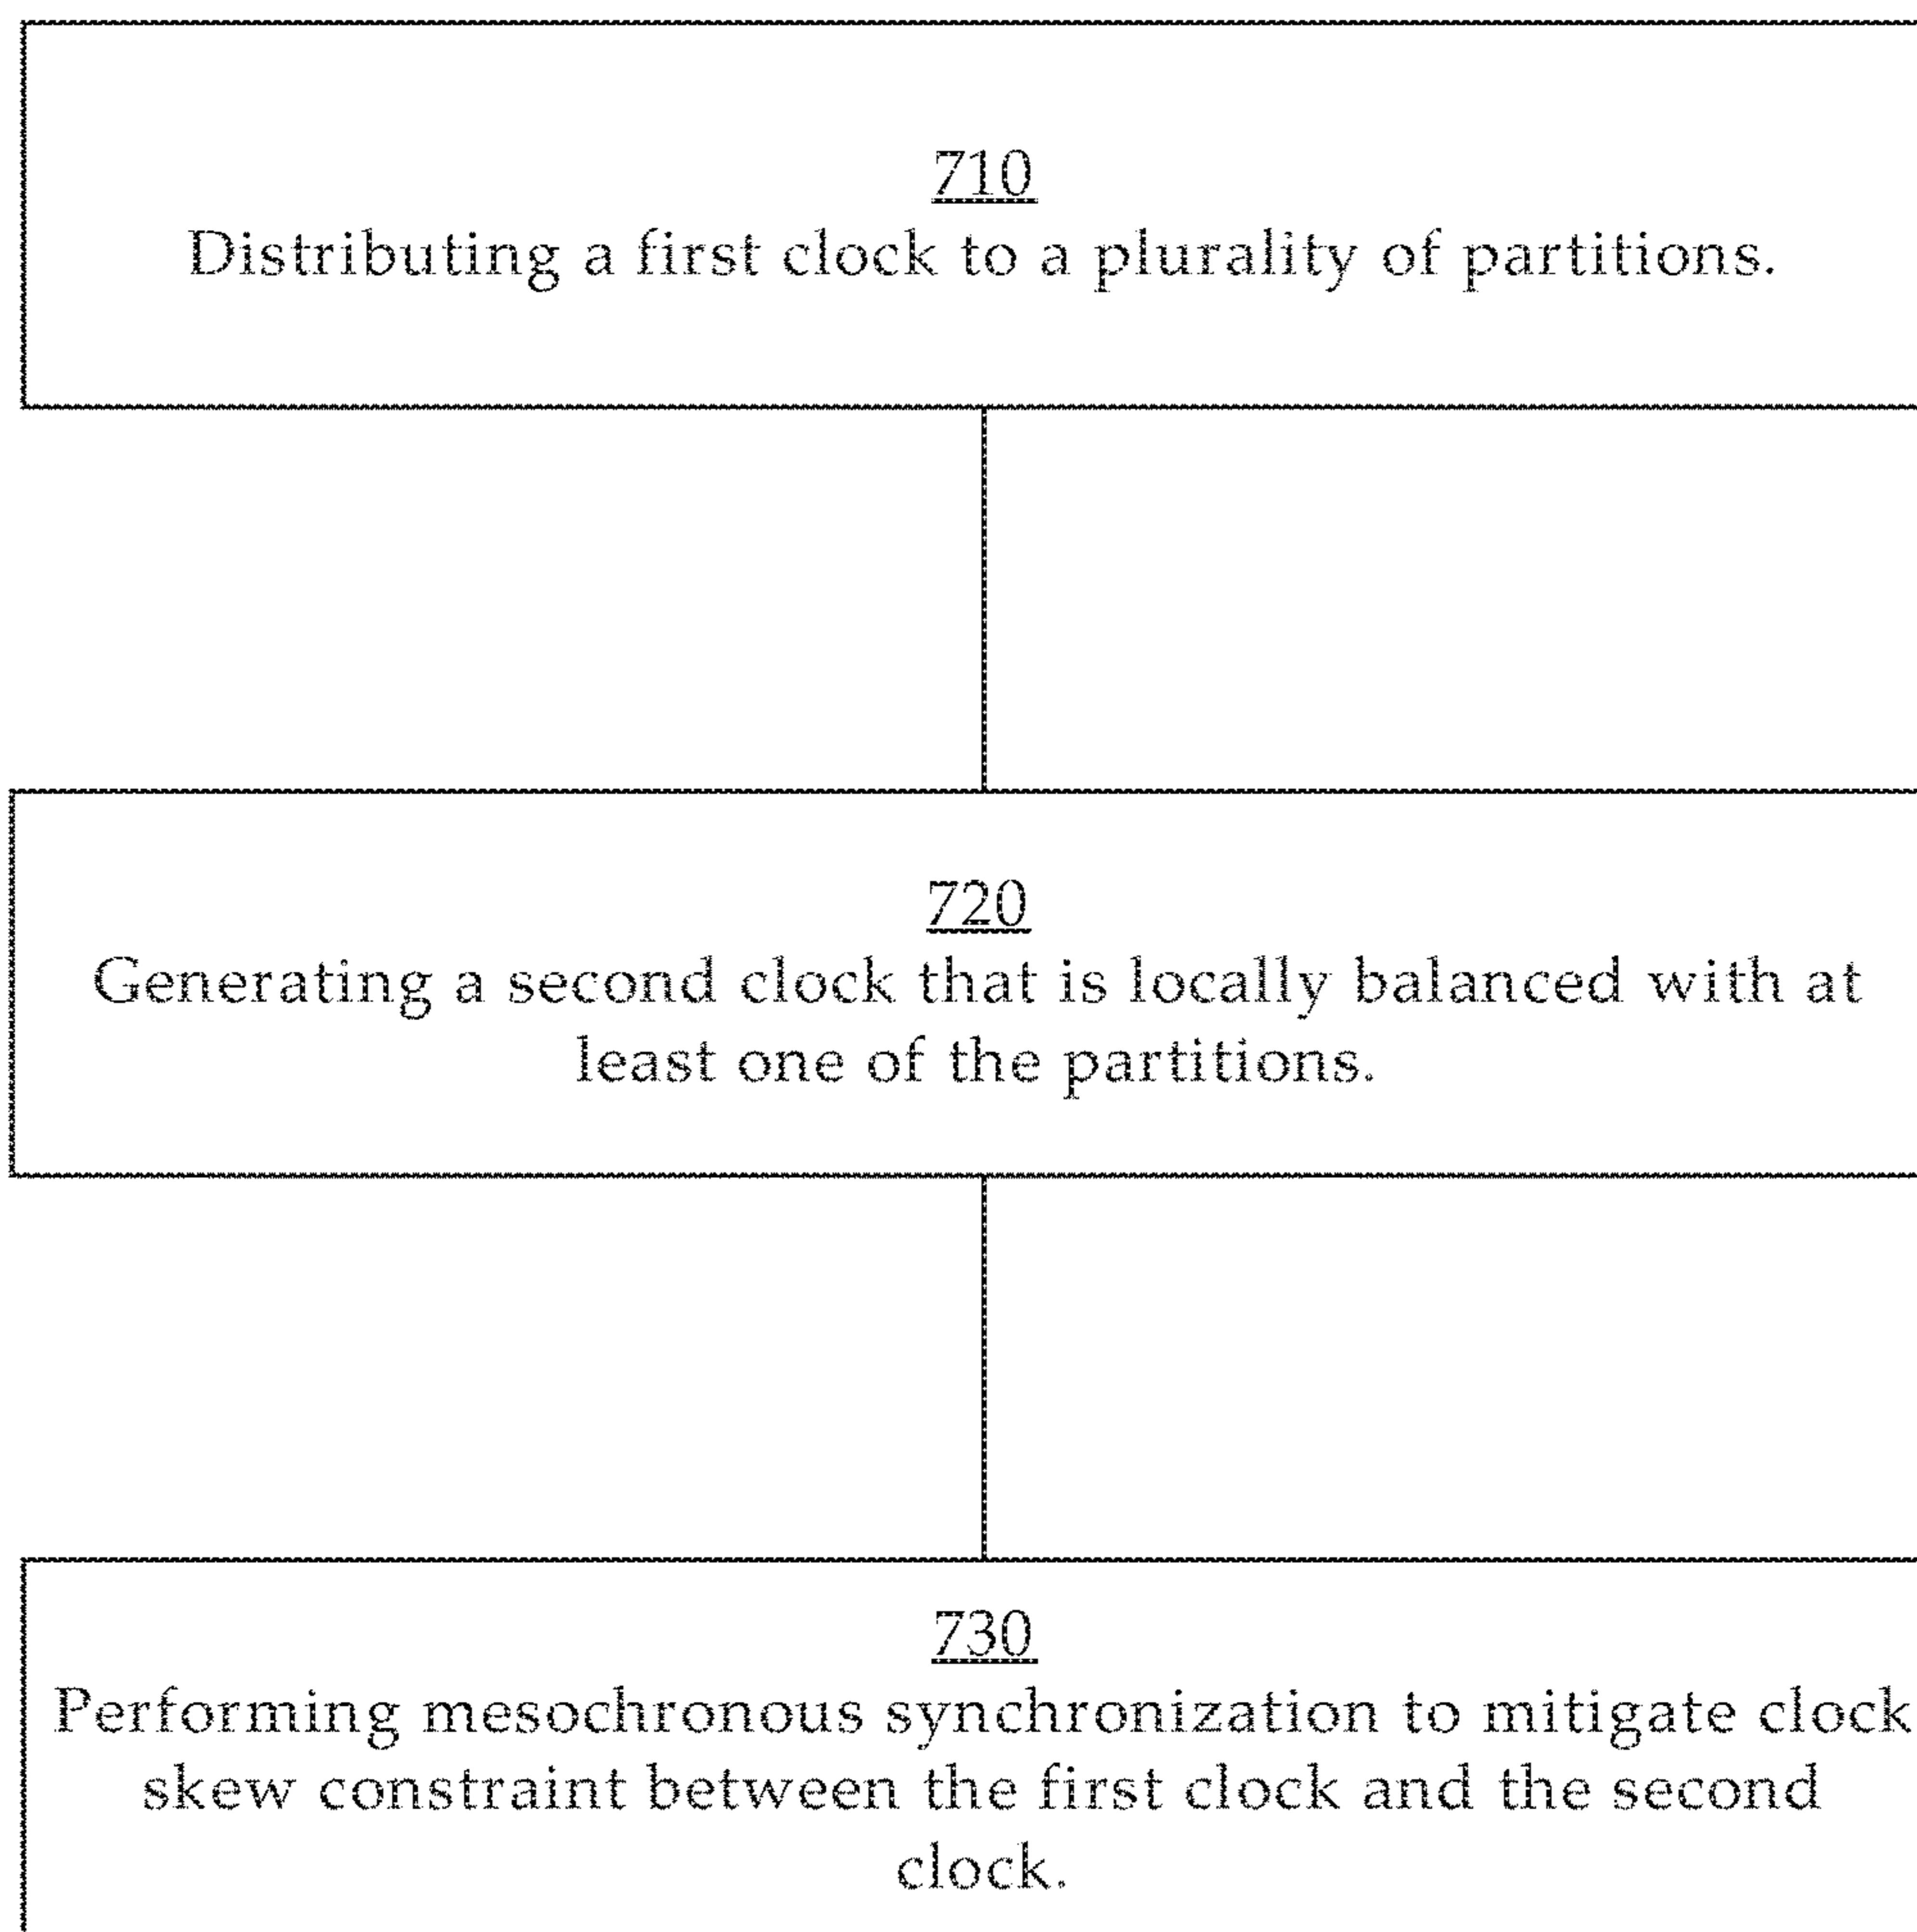 710
Distributing a first clock to a plurality of partitions.
720
Generating a second clock that is locally balanced with at
least one of the partitions.
730
Performing mesochronous synchronization to mitigate clock
skew constraint between the first clock and the second
clock.